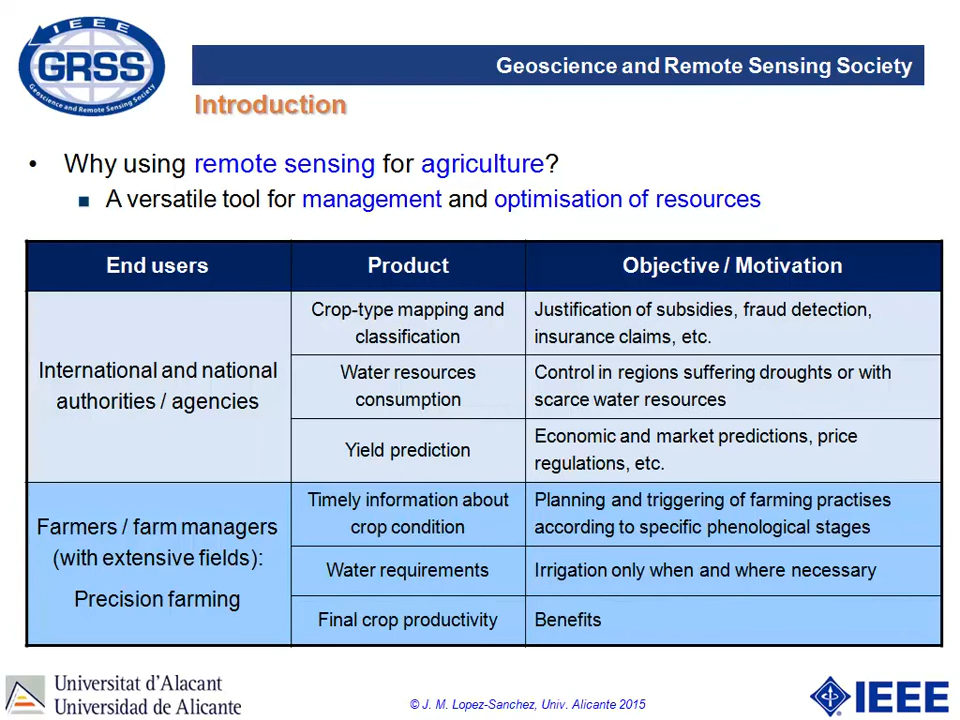 IEEE
GRSS
Geoscience and Remote Sensing Society
Geoscience and Remote Sensing Society
Introduction
• Why using remote sensing for agriculture?
■ A versatile tool for management and optimisation of resources
End users
Product
Objective / Motivation
International and national
authorities / agencies
Crop-type mapping and
classification
Justification of subsidies, fraud detection,
insurance claims, etc.
Water resources
consumption
Control in regions suffering droughts or with
scarce water resources
Yield prediction
Economic and market predictions, price
regulations, etc.
Farmers / farm managers
(with extensive fields):
Precision farming
Timely information about
crop condition
Planning and triggering of farming practises
according to specific phenological stages
Water requirements
Irrigation only when and where necessary
Final crop productivity
Benefits
Universitat d'Alacant
Universidad de Alicante
© J. M. Lopez-Sanchez, Univ. Alicante 2015
IEEE